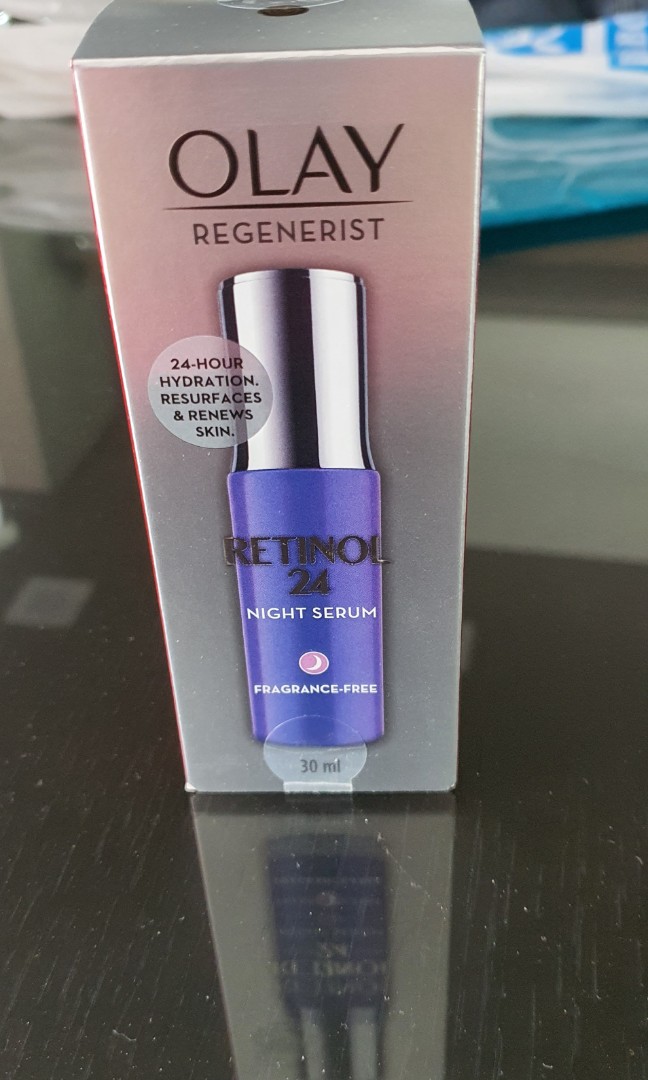 OLAY
REGENERIST
24-HOUR
HYDRATION.
RESURFACES
& RENEWS
SKIN.
RETINOL
24
NIGHT SERUM
FRAGRANCE-FREE
30 ml